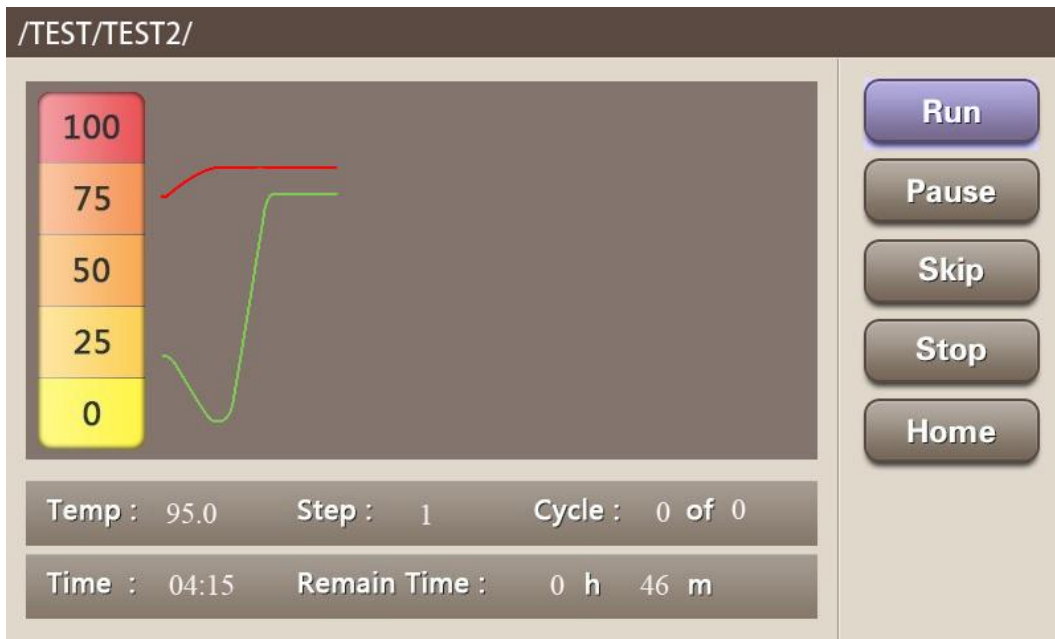 /TEST/TEST2/
100
75
50
25
0
Run
Pause
Skip
Stop
Home
Temp : 95.0 Step : 1 Cycle : 0 of 0
Time : 04:15 Remain Time : 0 h 46 m